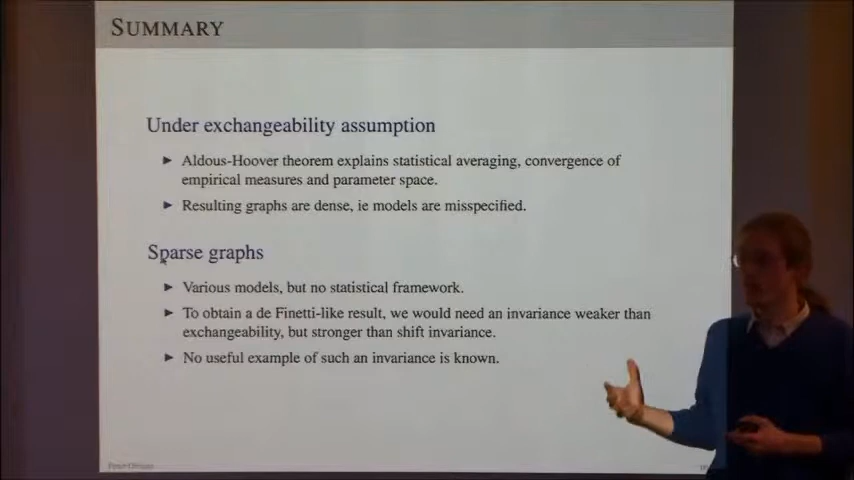 SUMMARY
Under exchangeability assumption
► Aldous-Hoover theorem explains statistical averaging, convergence of
empirical measures and parameter space.
► Resulting graphs are dense, ie models are misspecified.
Sparse graphs
► Various models, but no statistical framework.
► To obtain a de Finetti-like result, we would need an invariance weaker than
exchangeability, but stronger than shift invariance.
► No useful example of such an invariance is known.